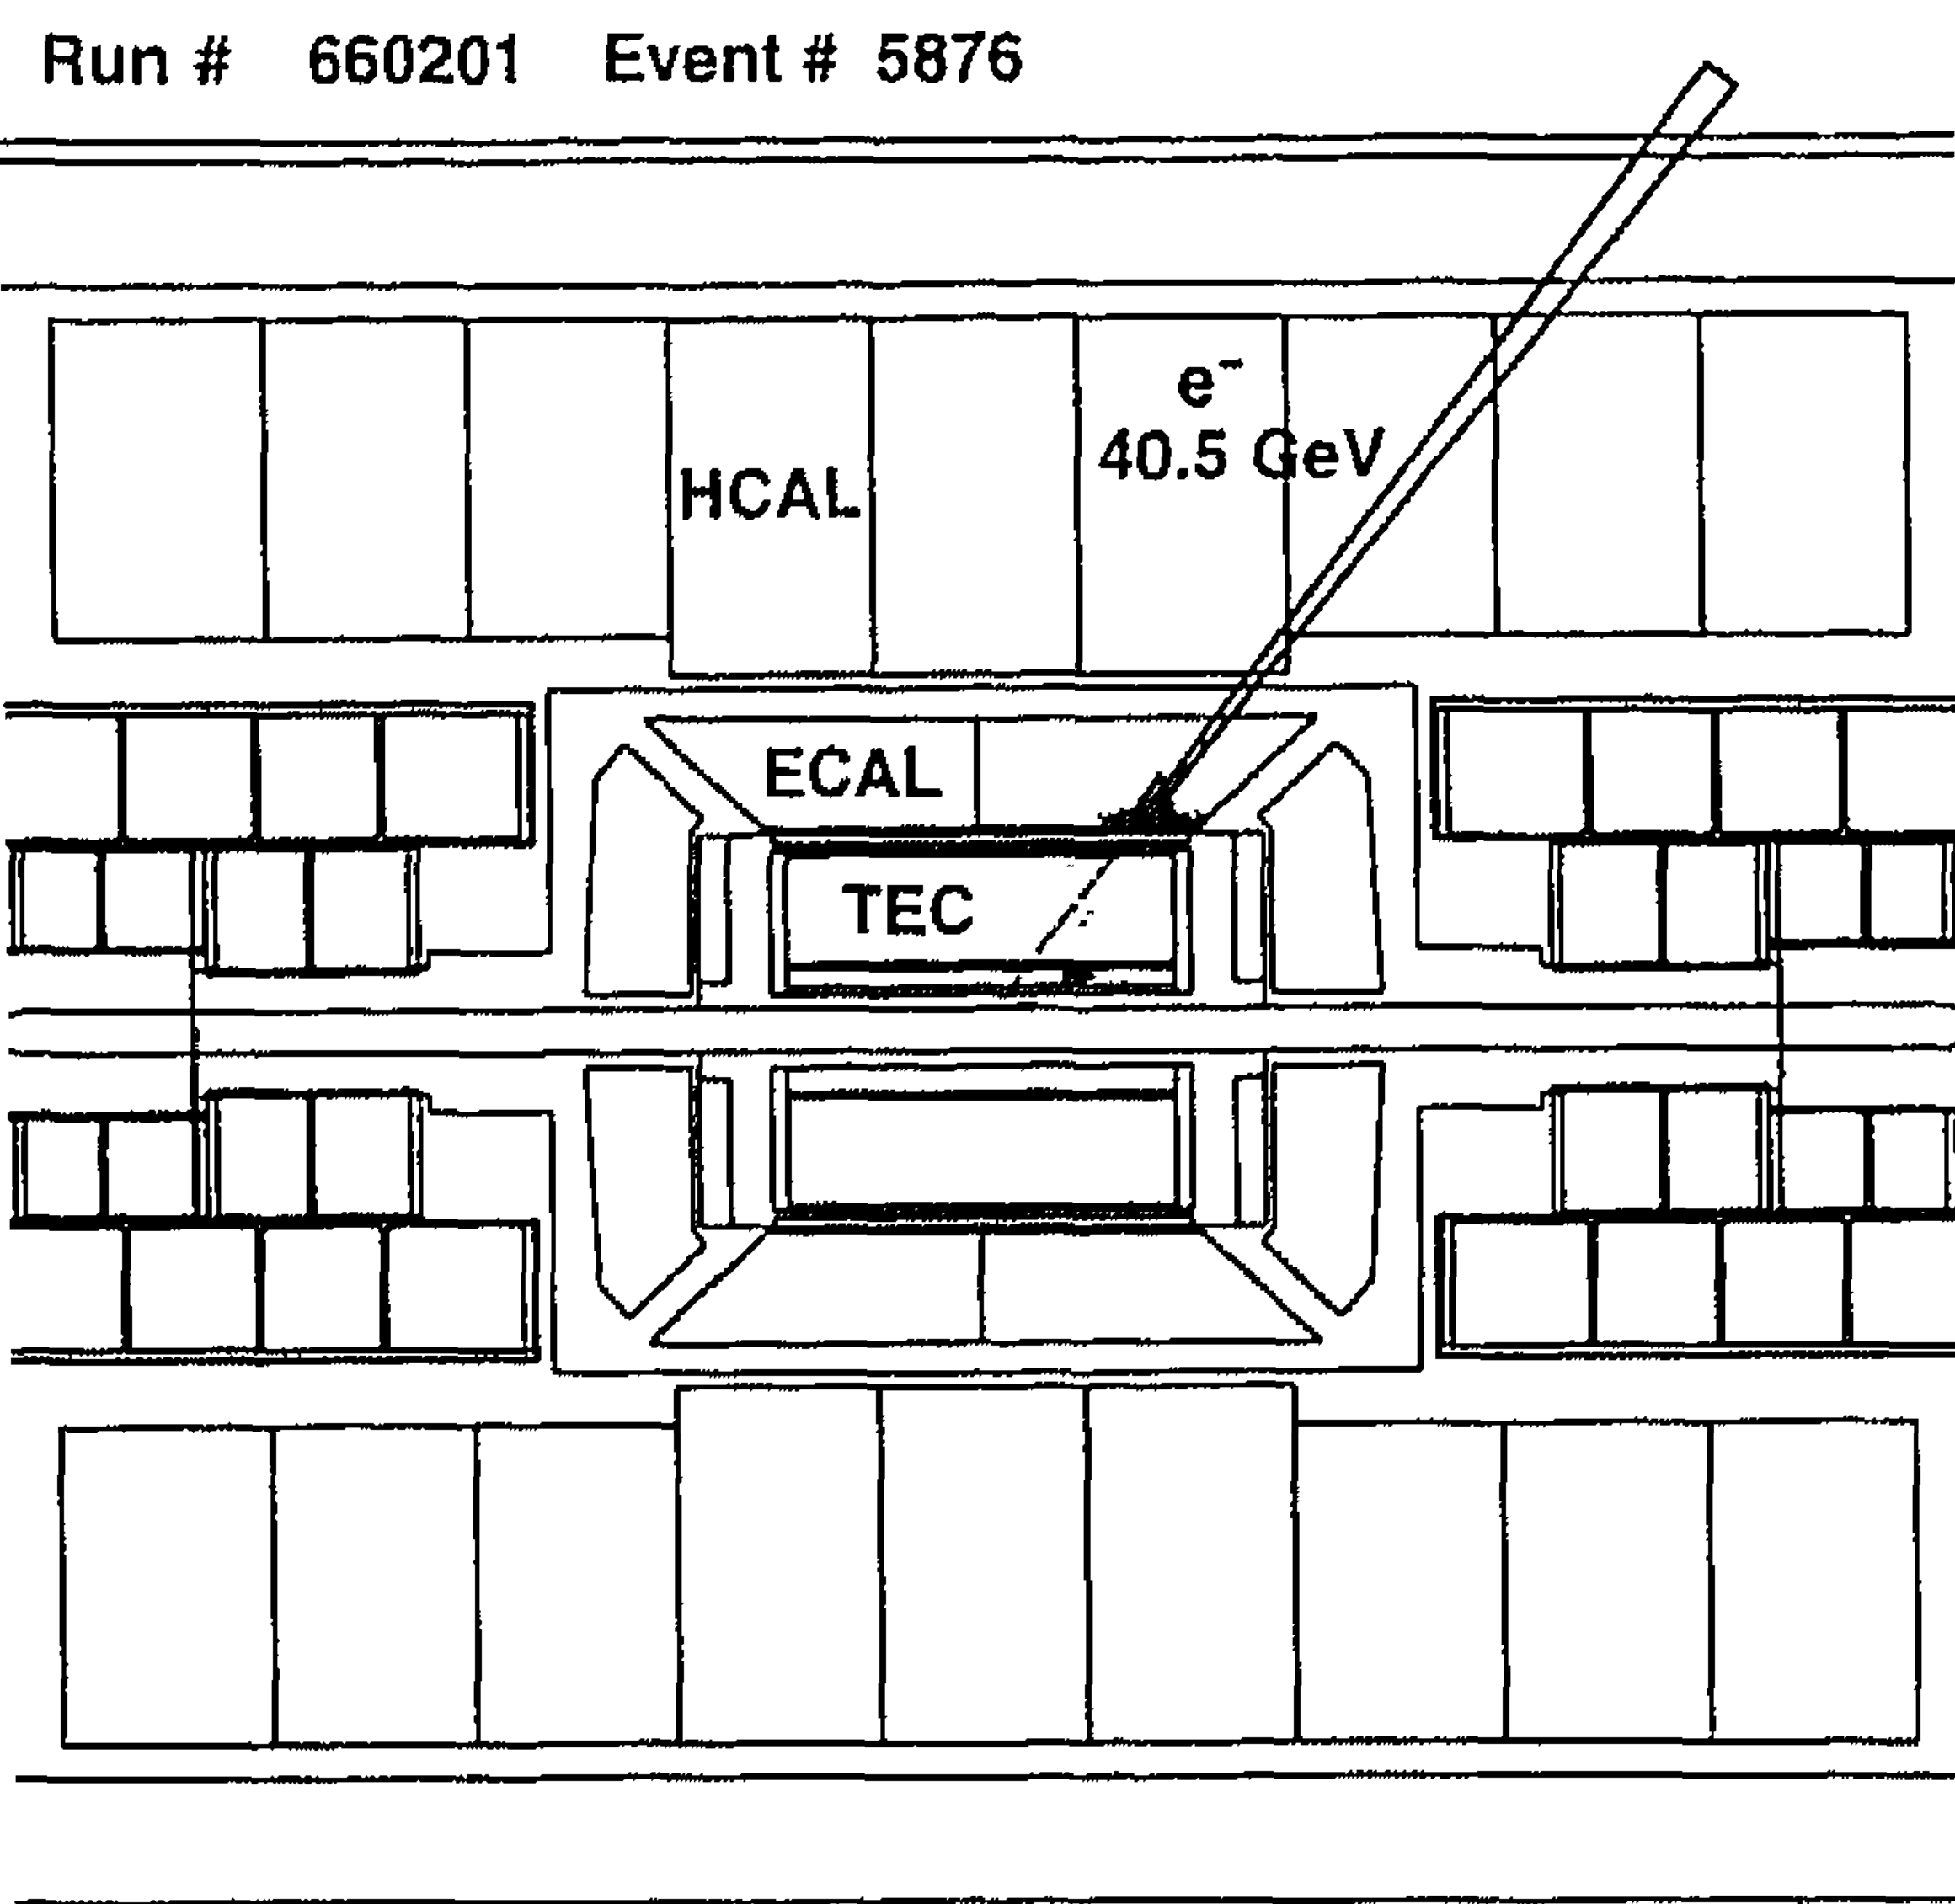 Run # 660201 Event # 5876
e⁻
40.5 GeV
HCAL
ECAL
TEC